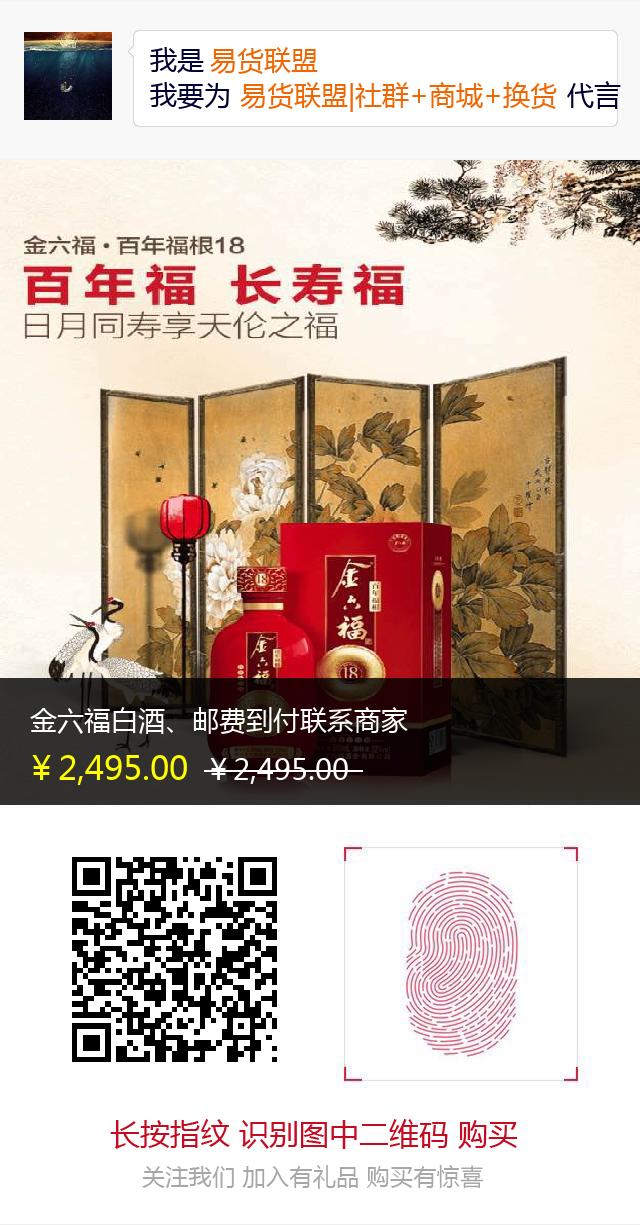 我是 易货联盟
我要为 易货联盟|社群+商城+换货 代言
金六福·百年福根18
百年福 长寿福
日月同寿享天伦之福
金六福
百年福根
18
18
金六福
金六福白酒、邮费到付联系商家
￥2,495.00 ￥2,495.00
长按指纹 识别图中二维码 购买
关注我们 加入有礼品 购买有惊喜